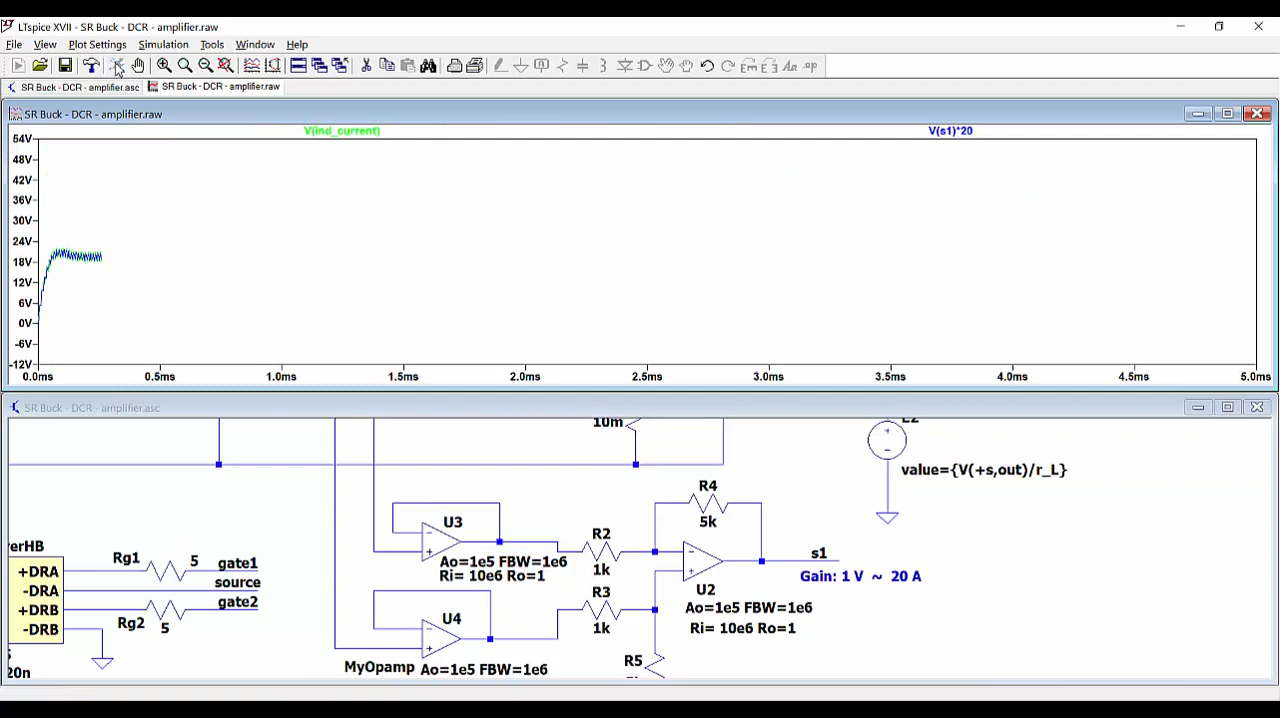 LTspice XVII - SR Buck - DCR - amplifier.raw
File View Plot Settings Simulation Tools Window Help
SR Buck - DCR - amplifier.asc SR Buck - DCR - amplifier.raw
SR Buck - DCR - amplifier.raw
V(ind_current) V(s1)*20
54V
48V
42V
36V
30V
24V
18V
12V
6V
0V
-6V
-12V
0.0ms 0.5ms 1.0ms 1.5ms 2.0ms 2.5ms 3.0ms 3.5ms 4.0ms 4.5ms 5.0ms
SR Buck - DCR - amplifier.asc
10m
value={V(+s,out)/r_L}
R4
5k
U3
Ao=1e5 FBW=1e6
Ri= 10e6 Ro=1
R2
1k
s1
Gain: 1 V ~ 20 A
U2
Ao=1e5 FBW=1e6
Ri= 10e6 Ro=1
R3
1k
U4
MyOpamp Ao=1e5 FBW=1e6
R5
erHB
+DRA
-DRA
+DRB
-DRB
Rg1 5 gate1
source
gate2
Rg2 5
20n